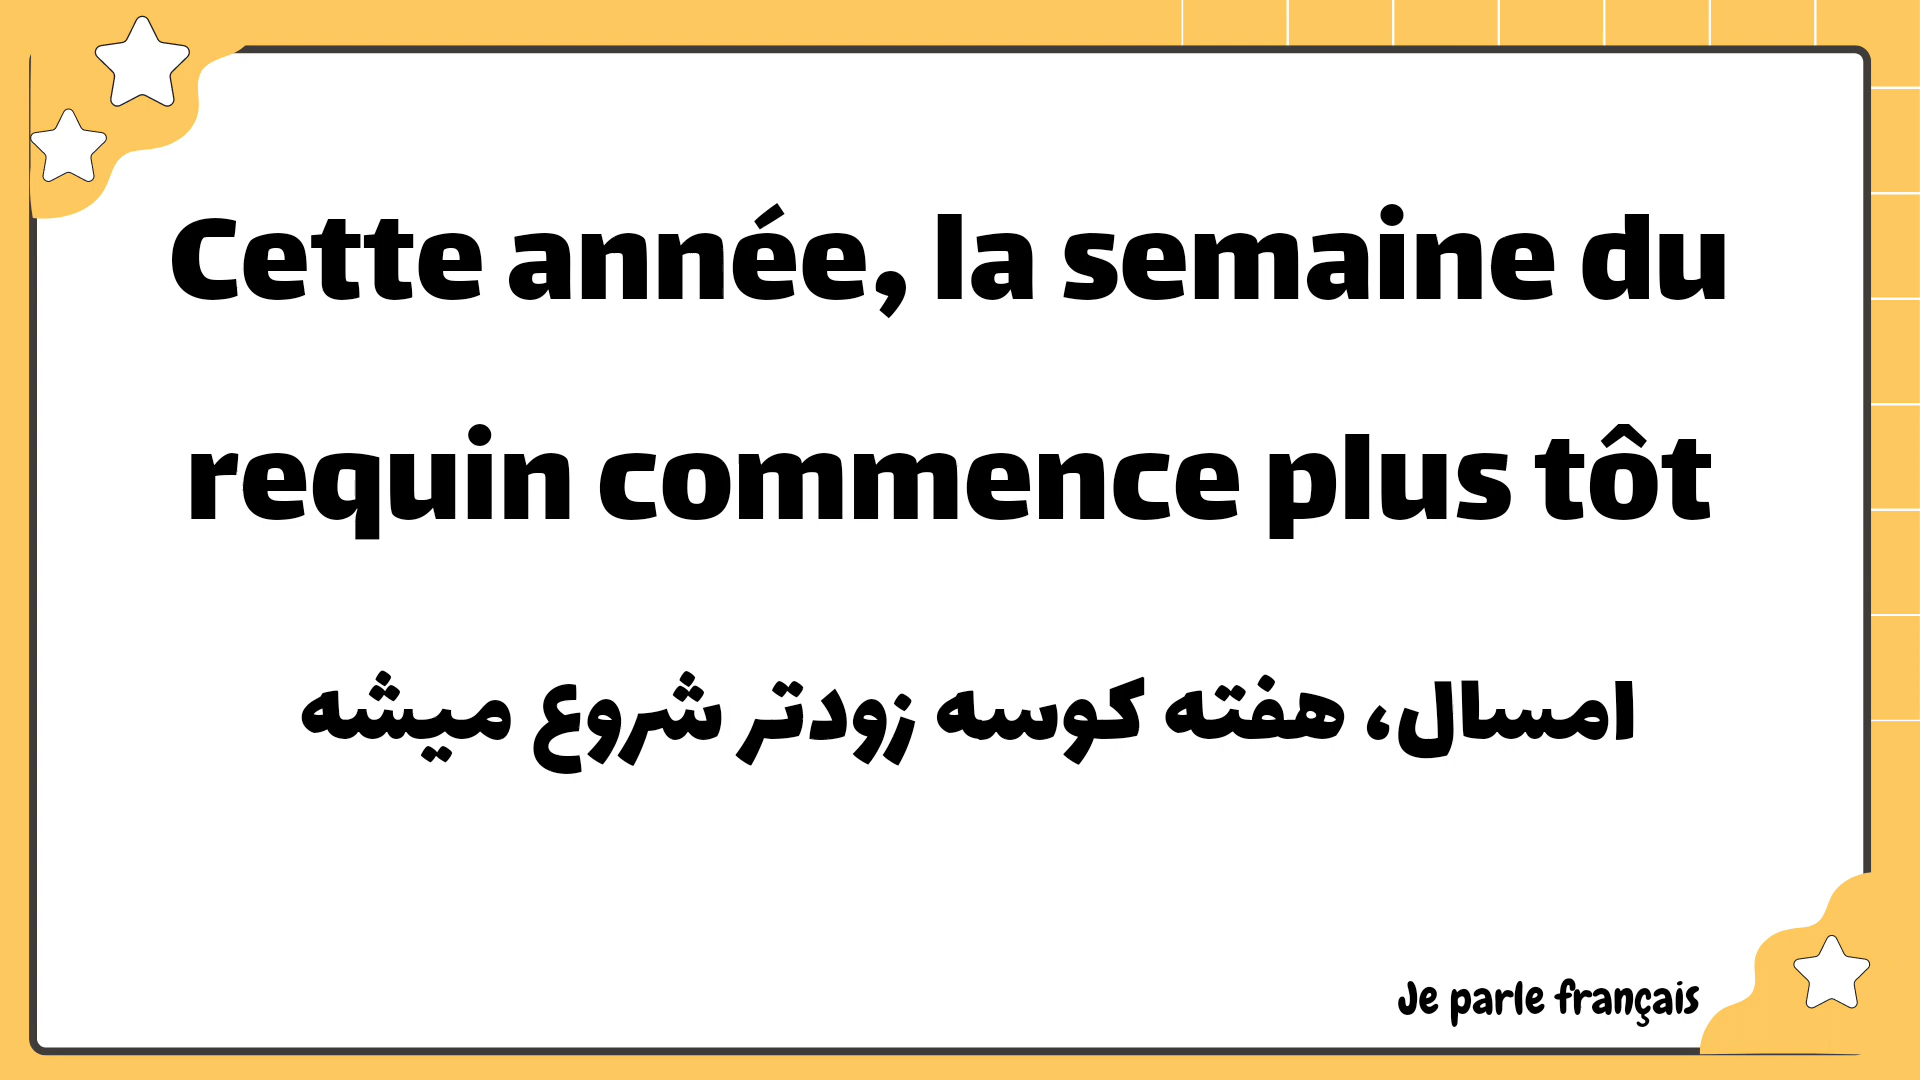 Cette année, la semaine du
requin commence plus tôt
امسال، هفته کوسه زودتر شروع میشه
Je parle français